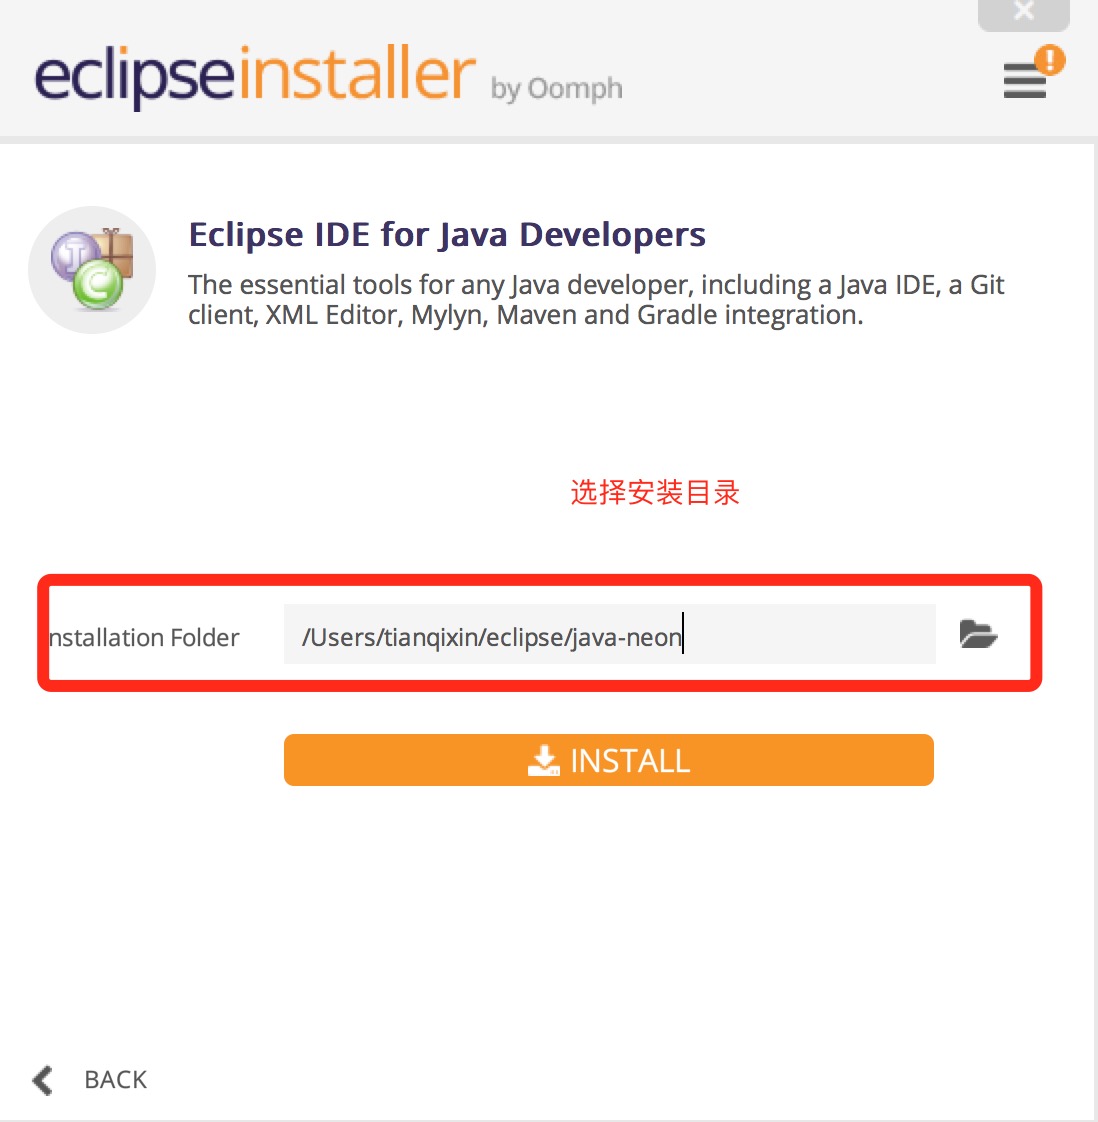 eclipseinstaller by Oomph
Eclipse IDE for Java Developers
The essential tools for any Java developer, including a Java IDE, a Git
client, XML Editor, Mylyn, Maven and Gradle integration.
选择安装目录
nstallation Folder /Users/tianqixin/eclipse/java-neon
INSTALL
BACK